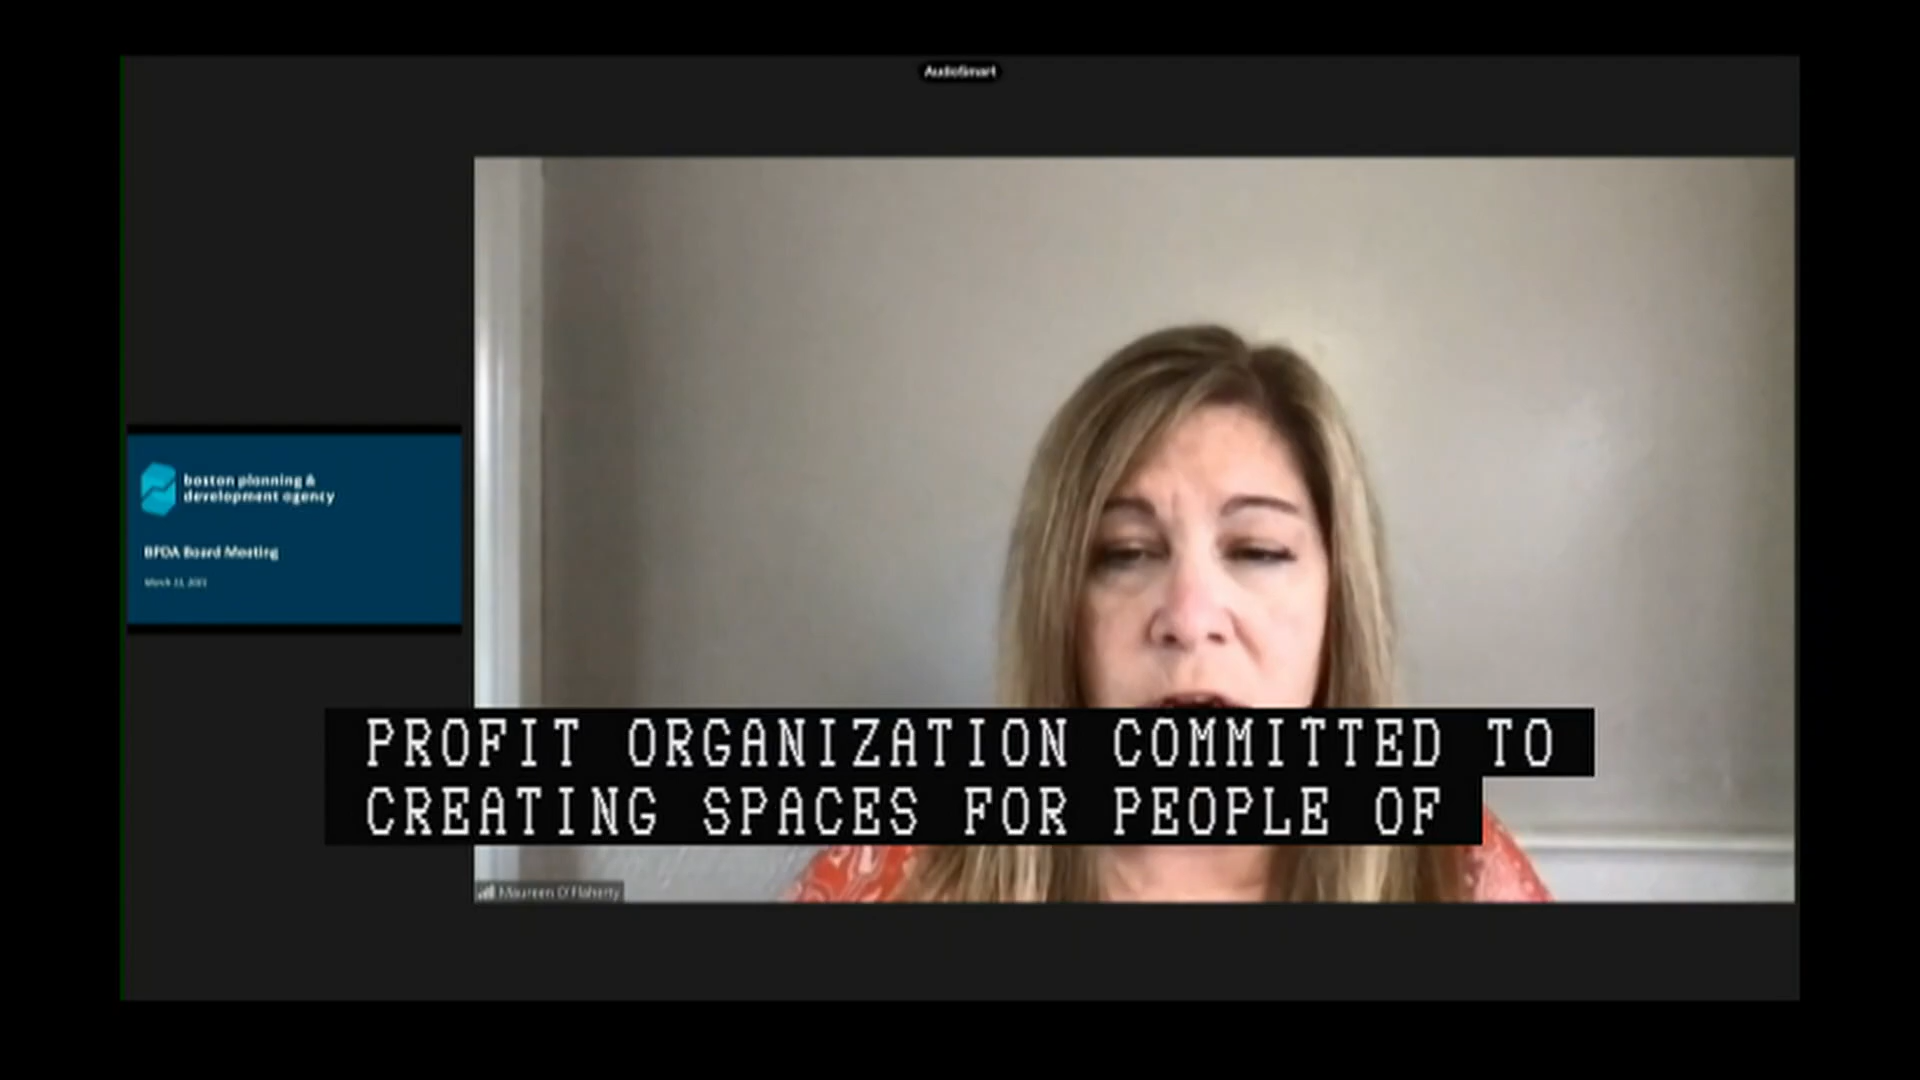 AudioSmart
boston planning &
development agency
BPDA Board Meeting
PROFIT ORGANIZATION COMMITTED TO
CREATING SPACES FOR PEOPLE OF
Maureen O'Flaherty